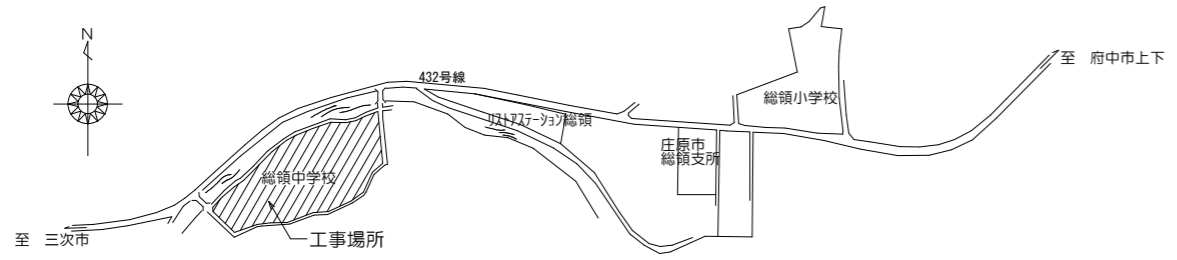 N
432号線
至　府中市上下
総領小学校
リストアステーション総領
庄原市
総領支所
総領中学校
至　三次市
工事場所